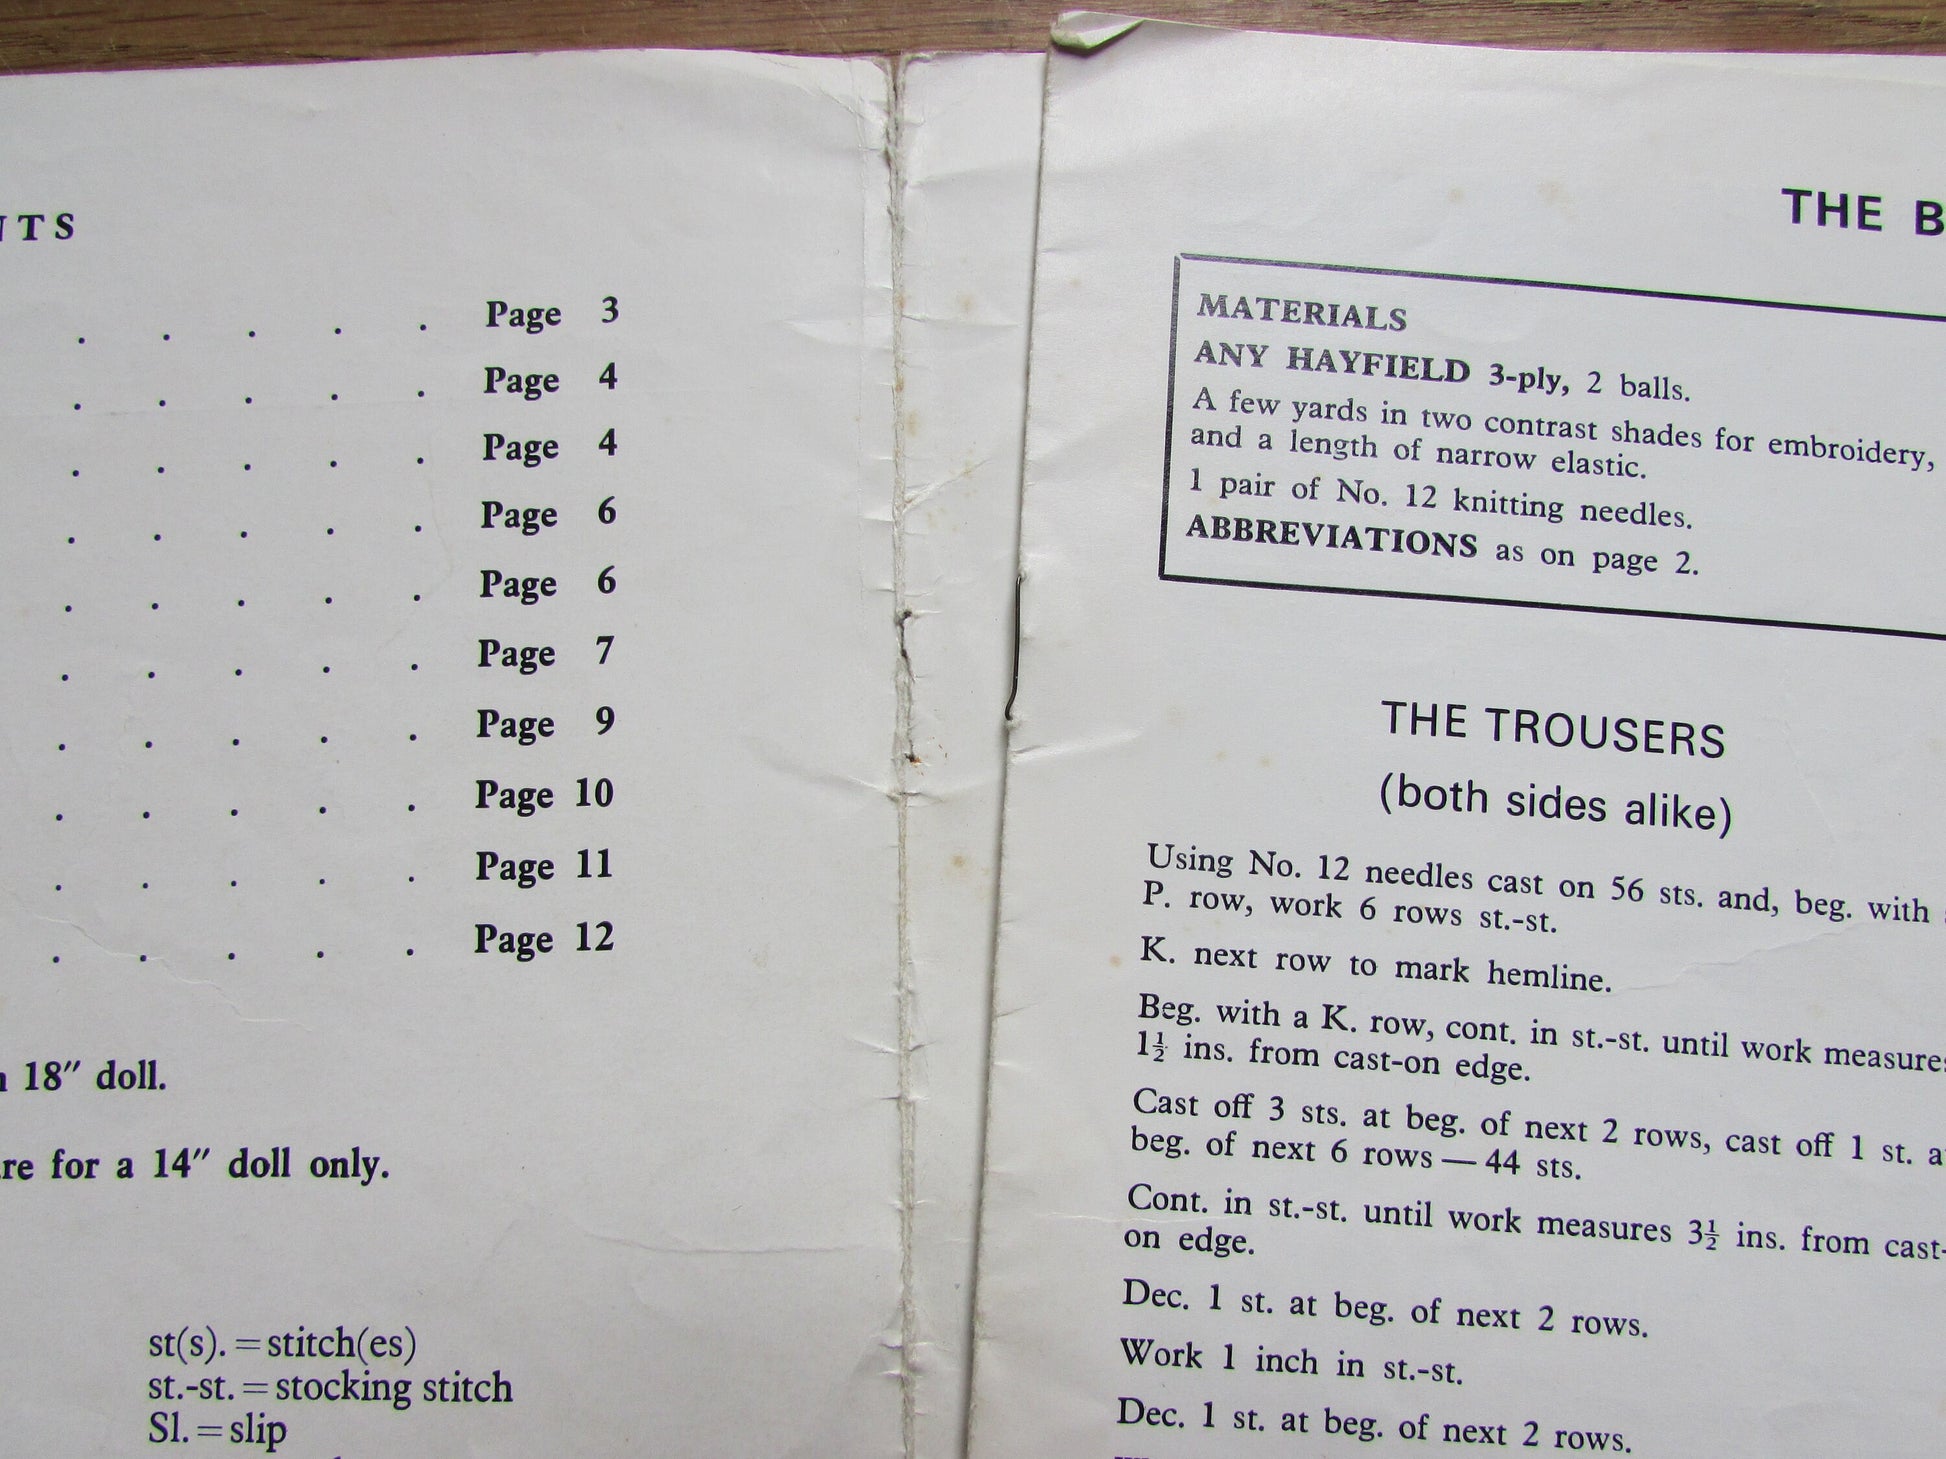 NTS
. . . . . Page 3
. . . . . Page 4
. . . . . Page 4
. . . . . Page 6
. . . . . Page 6
. . . . . Page 7
. . . . . Page 9
. . . . . Page 10
. . . . . Page 11
. . . . . Page 12
18″ doll.
re for a 14″ doll only.
st(s). = stitch(es)
st.-st. = stocking stitch
Sl. = slip
THE B
MATERIALS
ANY HAYFIELD 3-ply, 2 balls.
A few yards in two contrast shades for embroidery,
and a length of narrow elastic.
1 pair of No. 12 knitting needles.
ABBREVIATIONS as on page 2.
THE TROUSERS
(both sides alike)
Using No. 12 needles cast on 56 sts. and, beg. with
P. row, work 6 rows st.-st.
K. next row to mark hemline.
Beg. with a K. row, cont. in st.-st. until work measures
1½ ins. from cast-on edge.
Cast off 3 sts. at beg. of next 2 rows, cast off 1 st. a
beg. of next 6 rows — 44 sts.
Cont. in st.-st. until work measures 3½ ins. from cast-
on edge.
Dec. 1 st. at beg. of next 2 rows.
Work 1 inch in st.-st.
Dec. 1 st. at beg. of next 2 rows.